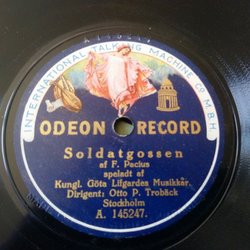 INTERNATIONAL TALKING MACHINE CO. M.B.H.
ODEON RECORD
Soldatgossen
af F. Pacius
speladt af
Kungl. Göta Lifgardes Musikkår.
Dirigent: Otto P. Trobäck
Stockholm
A. 145247.